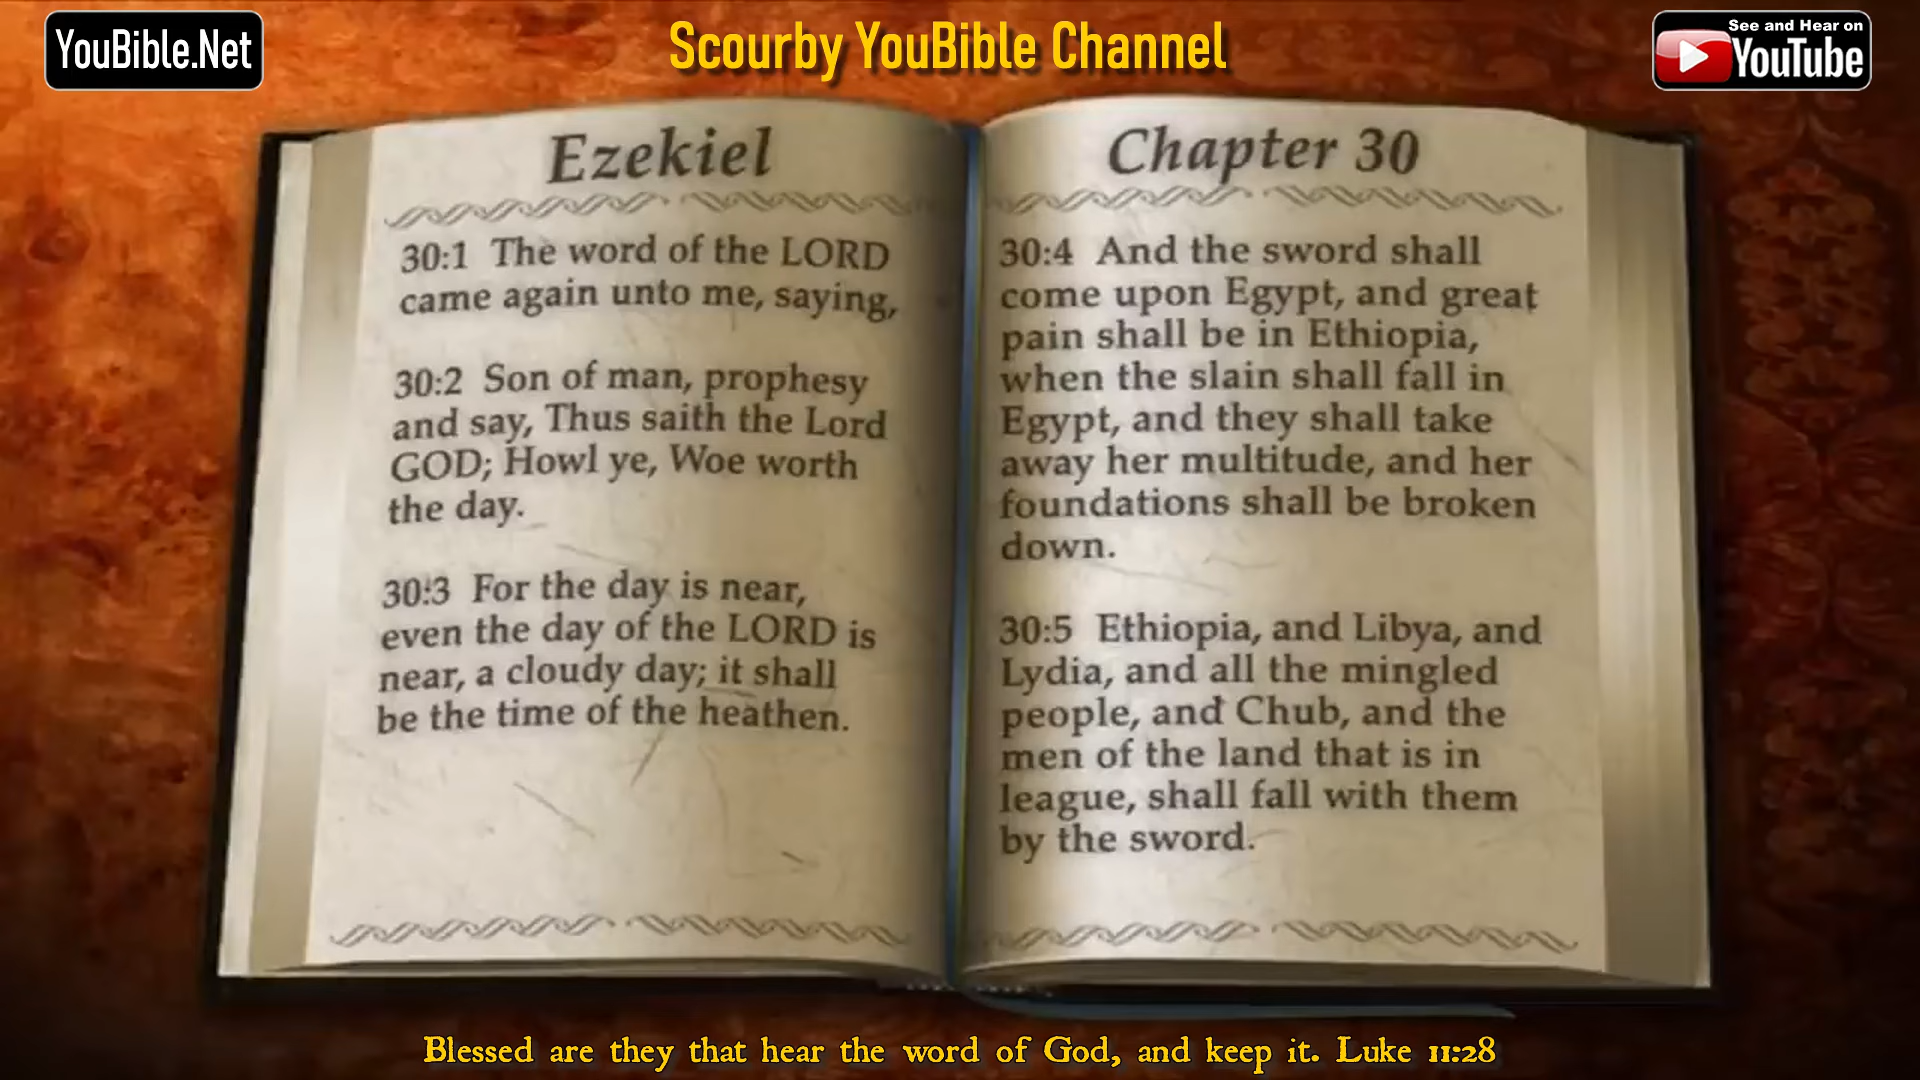 YouBible.Net
Scourby YouBible Channel
See and Hear on
YouTube
Ezekiel
30:1 The word of the LORD
came again unto me, saying,
30:2 Son of man, prophesy
and say, Thus saith the Lord
GOD; Howl ye, Woe worth
the day.
30:3 For the day is near,
even the day of the LORD is
near, a cloudy day; it shall
be the time of the heathen.
Chapter 30
30:4 And the sword shall
come upon Egypt, and great
pain shall be in Ethiopia,
when the slain shall fall in
Egypt, and they shall take
away her multitude, and her
foundations shall be broken
down.
30:5 Ethiopia, and Libya, and
Lydia, and all the mingled
people, and Chub, and the
men of the land that is in
league, shall fall with them
by the sword.
Blessed are they that hear the word of God, and keep it. Luke 11:28